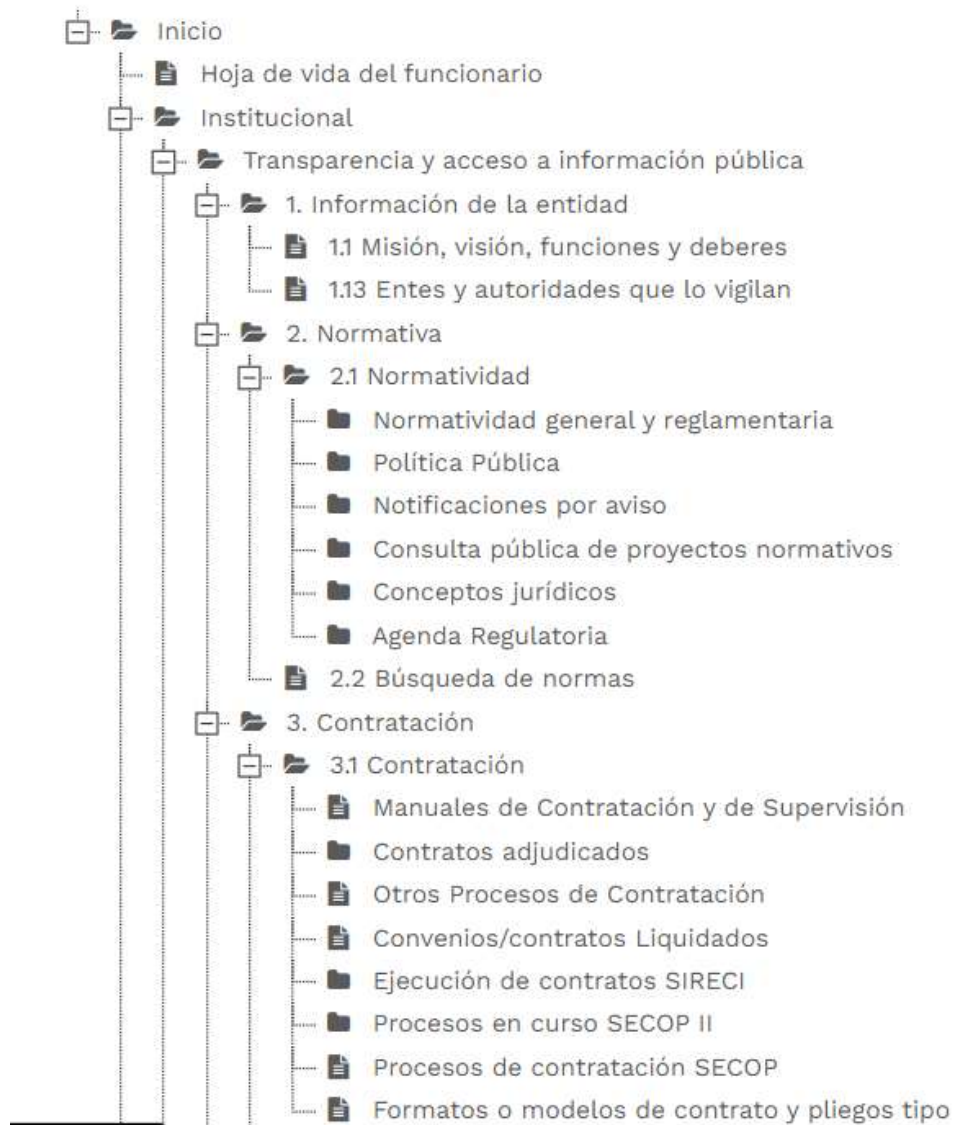 Inicio
Hoja de vida del funcionario
Institucional
Transparencia y acceso a información pública
1. Información de la entidad
1.1 Misión, visión, funciones y deberes
1.13 Entes y autoridades que lo vigilan
2. Normativa
2.1 Normatividad
Normatividad general y reglamentaria
Política Pública
Notificaciones por aviso
Consulta pública de proyectos normativos
Conceptos jurídicos
Agenda Regulatoria
2.2 Búsqueda de normas
3. Contratación
3.1 Contratación
Manuales de Contratación y de Supervisión
Contratos adjudicados
Otros Procesos de Contratación
Convenios/contratos Liquidados
Ejecución de contratos SIRECI
Procesos en curso SECOP II
Procesos de contratación SECOP
Formatos o modelos de contrato y pliegos tipo